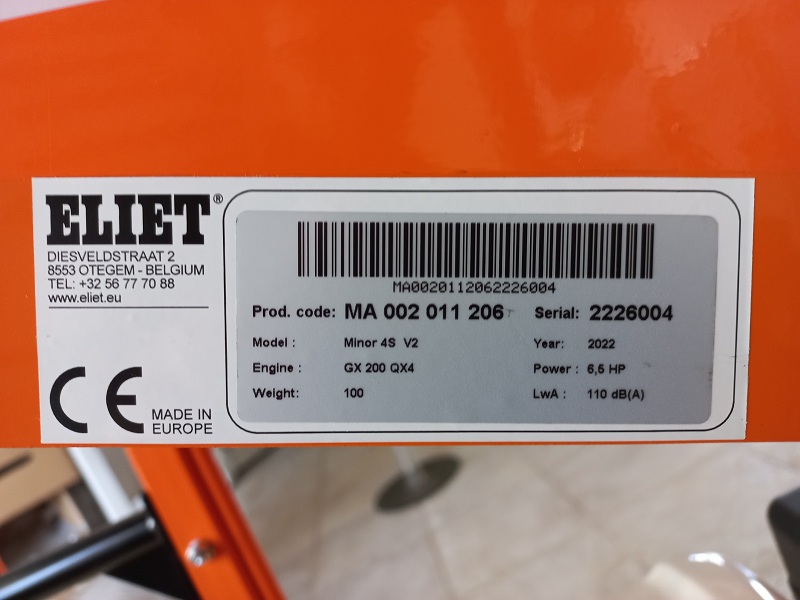 ELIET®
DIESVELDSTRAAT 2
8553 OTEGEM - BELGIUM
TEL: +32 56 77 70 88
www.eliet.eu
CE
MADE IN
EUROPE
MA0020112062226004
Prod. code: MA 002 011 206 Serial: 2226004
Model : Minor 4S V2 Year: 2022
Engine : GX 200 QX4 Power : 6,5 HP
Weight: 100 LwA : 110 dB(A)